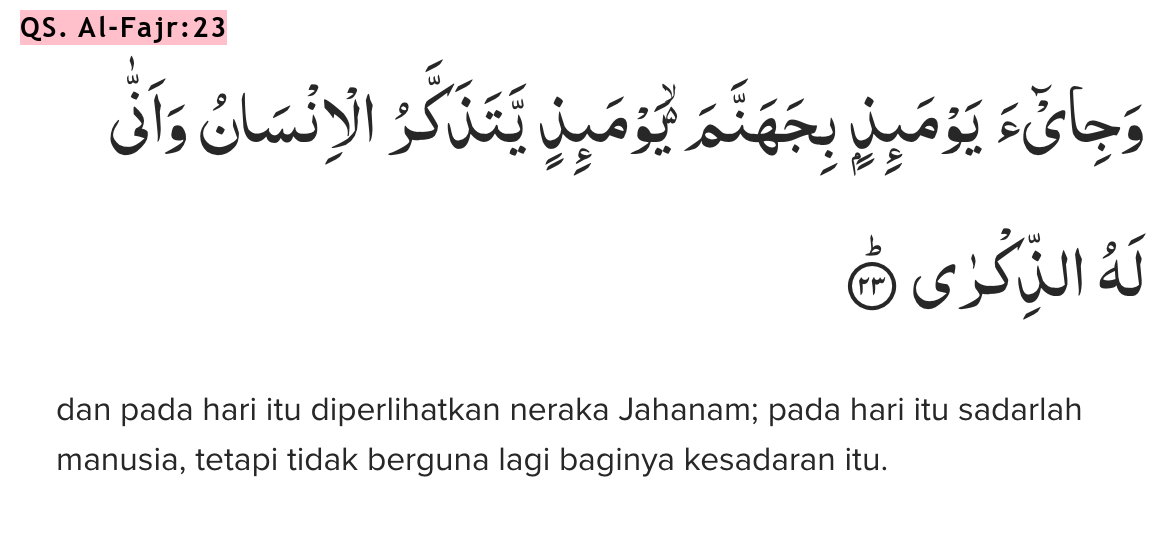 QS. Al-Fajr:23
وَجِايْۤءَ يَوْمَىِٕذٍۢ بِجَهَنَّمَۙ يَوْمَىِٕذٍ يَّتَذَكَّرُ الْاِنْسَانُ وَاَنّٰى
لَهُ الذِّكْرٰىۗ ٢٣
dan pada hari itu diperlihatkan neraka Jahanam; pada hari itu sadarlah
manusia, tetapi tidak berguna lagi baginya kesadaran itu.